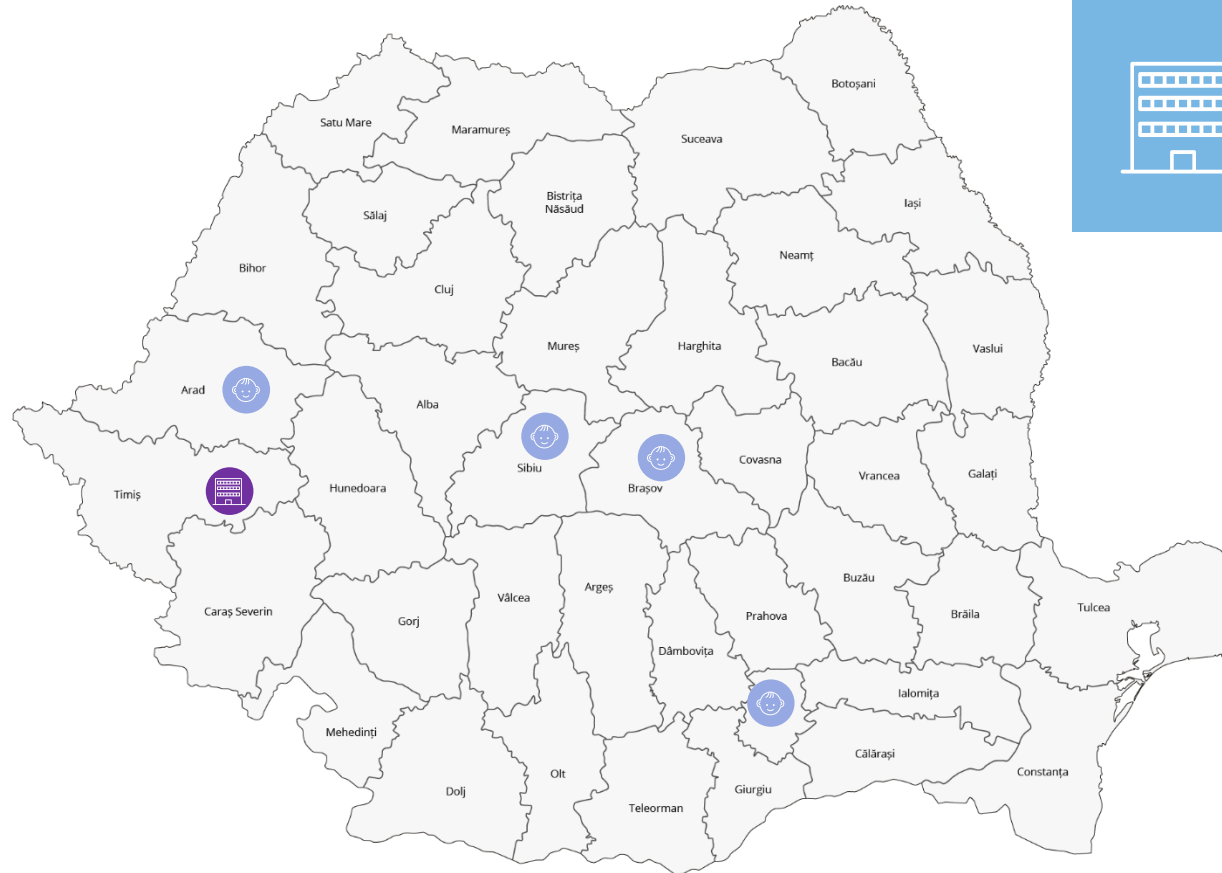 Botoșani
Satu Mare
Maramureș
Suceava
Bistrița
Năsăud
Iași
Sălaj
Neamț
Bihor
Cluj
Mureș
Harghita
Vaslui
Bacău
Arad
Alba
Covasna
Sibiu
Vrancea
Galați
Brașov
Hunedoara
Timiș
Buzău
Argeș
Vâlcea
Caraș Severin
Gorj
Prahova
Brăila
Tulcea
Dâmbovița
Ialomița
Mehedinți
Călărași
Constanța
Olt
Dolj
Giurgiu
Teleorman